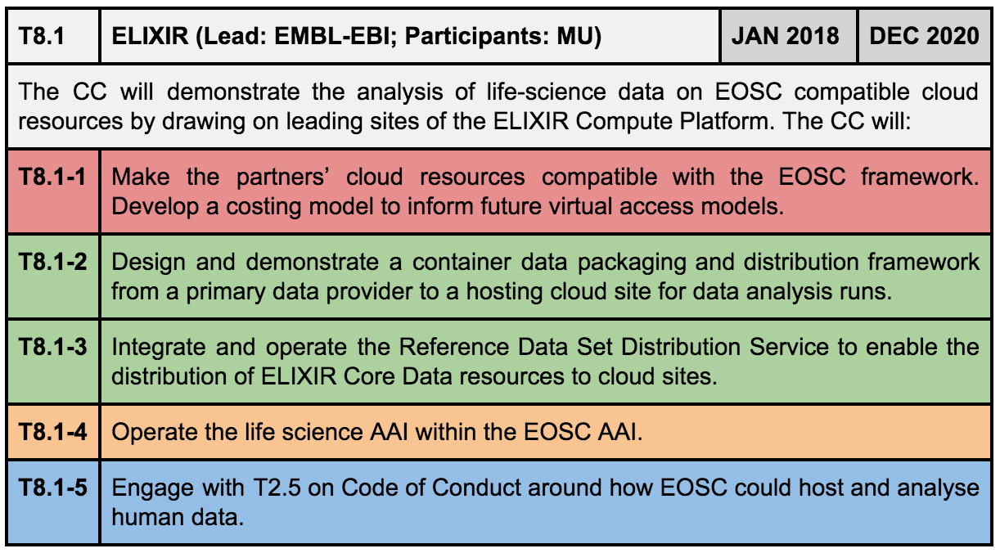 T8.1 ELIXIR (Lead: EMBL-EBI; Participants: MU) JAN 2018 DEC 2020
The CC will demonstrate the analysis of life-science data on EOSC compatible cloud
resources by drawing on leading sites of the ELIXIR Compute Platform. The CC will:
T8.1-1 Make the partners’ cloud resources compatible with the EOSC framework.
Develop a costing model to inform future virtual access models.
T8.1-2 Design and demonstrate a container data packaging and distribution framework
from a primary data provider to a hosting cloud site for data analysis runs.
T8.1-3 Integrate and operate the Reference Data Set Distribution Service to enable the
distribution of ELIXIR Core Data resources to cloud sites.
T8.1-4 Operate the life science AAI within the EOSC AAI.
T8.1-5 Engage with T2.5 on Code of Conduct around how EOSC could host and analyse
human data.